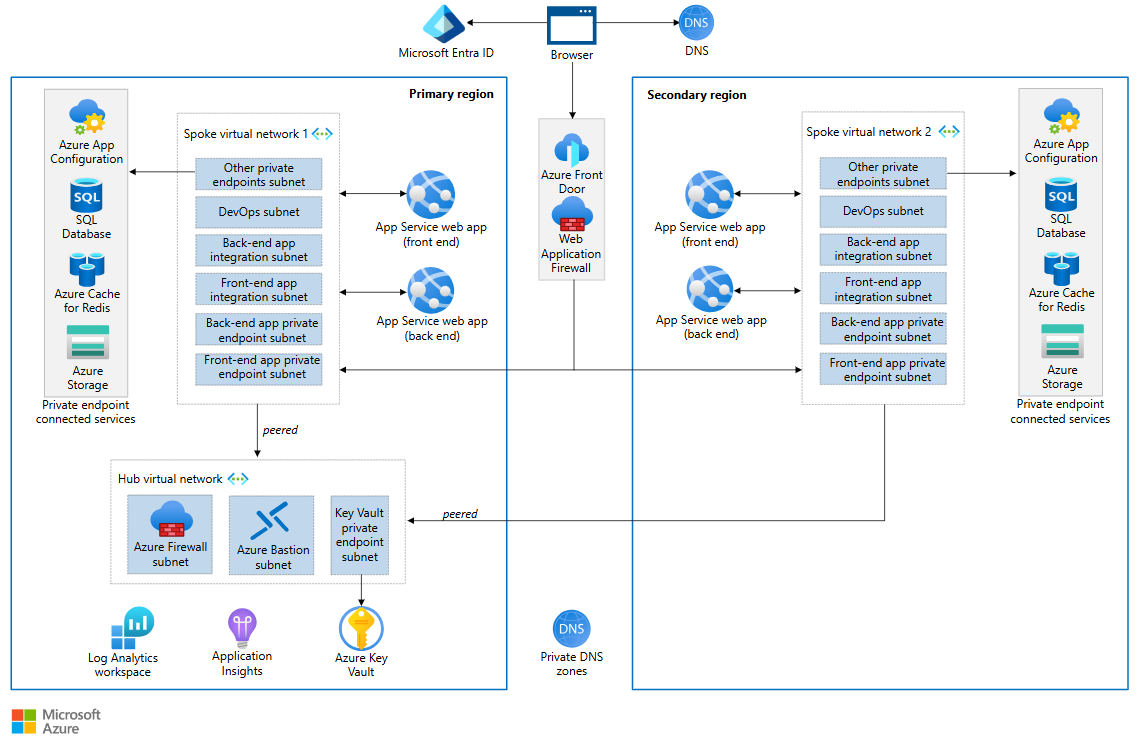 Microsoft Entra ID
Browser
DNS
DNS
Primary region
Azure App
Configuration
SQL
SQL
Database
Azure Cache
for Redis
Azure
Storage
Private endpoint
connected services
Spoke virtual network 1
Other private
endpoints subnet
DevOps subnet
Back-end app
integration subnet
Front-end app
integration subnet
Back-end app private
endpoint subnet
Front-end app private
endpoint subnet
App Service web app
(front end)
App Service web app
(back end)
peered
Hub virtual network
Azure Firewall
subnet
Azure Bastion
subnet
Key Vault
private
endpoint
subnet
Log Analytics
workspace
Application
Insights
Azure Key
Vault
Azure Front
Door
Web
Application
Firewall
DNS
Private DNS
zones
Secondary region
App Service web app
(front end)
App Service web app
(back end)
Spoke virtual network 2
Other private
endpoints subnet
DevOps subnet
Back-end app
integration subnet
Front-end app
integration subnet
Back-end app private
endpoint subnet
Front-end app private
endpoint subnet
Azure App
Configuration
SQL
SQL
Database
Azure Cache
for Redis
Azure
Storage
Private endpoint
connected services
peered
Microsoft
Azure